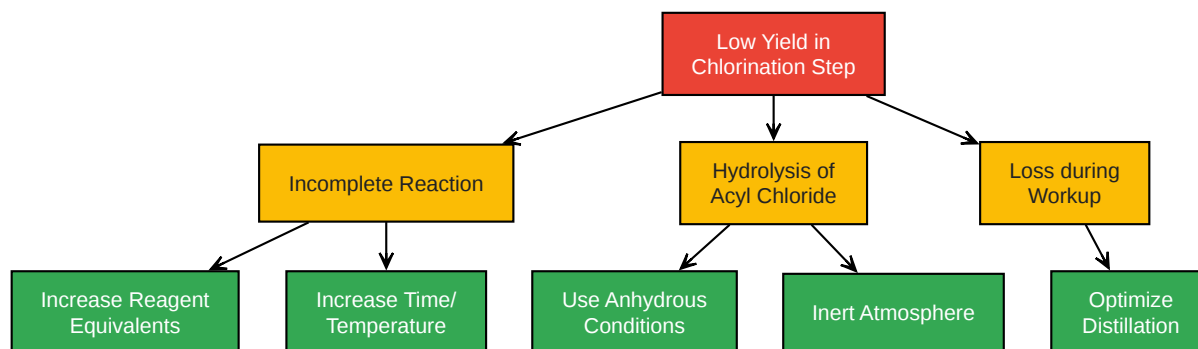 Low Yield in
Chlorination Step
Incomplete Reaction
Hydrolysis of
Acyl Chloride
Loss during
Workup
Increase Reagent
Equivalents
Increase Time/
Temperature
Use Anhydrous
Conditions
Inert Atmosphere
Optimize
Distillation